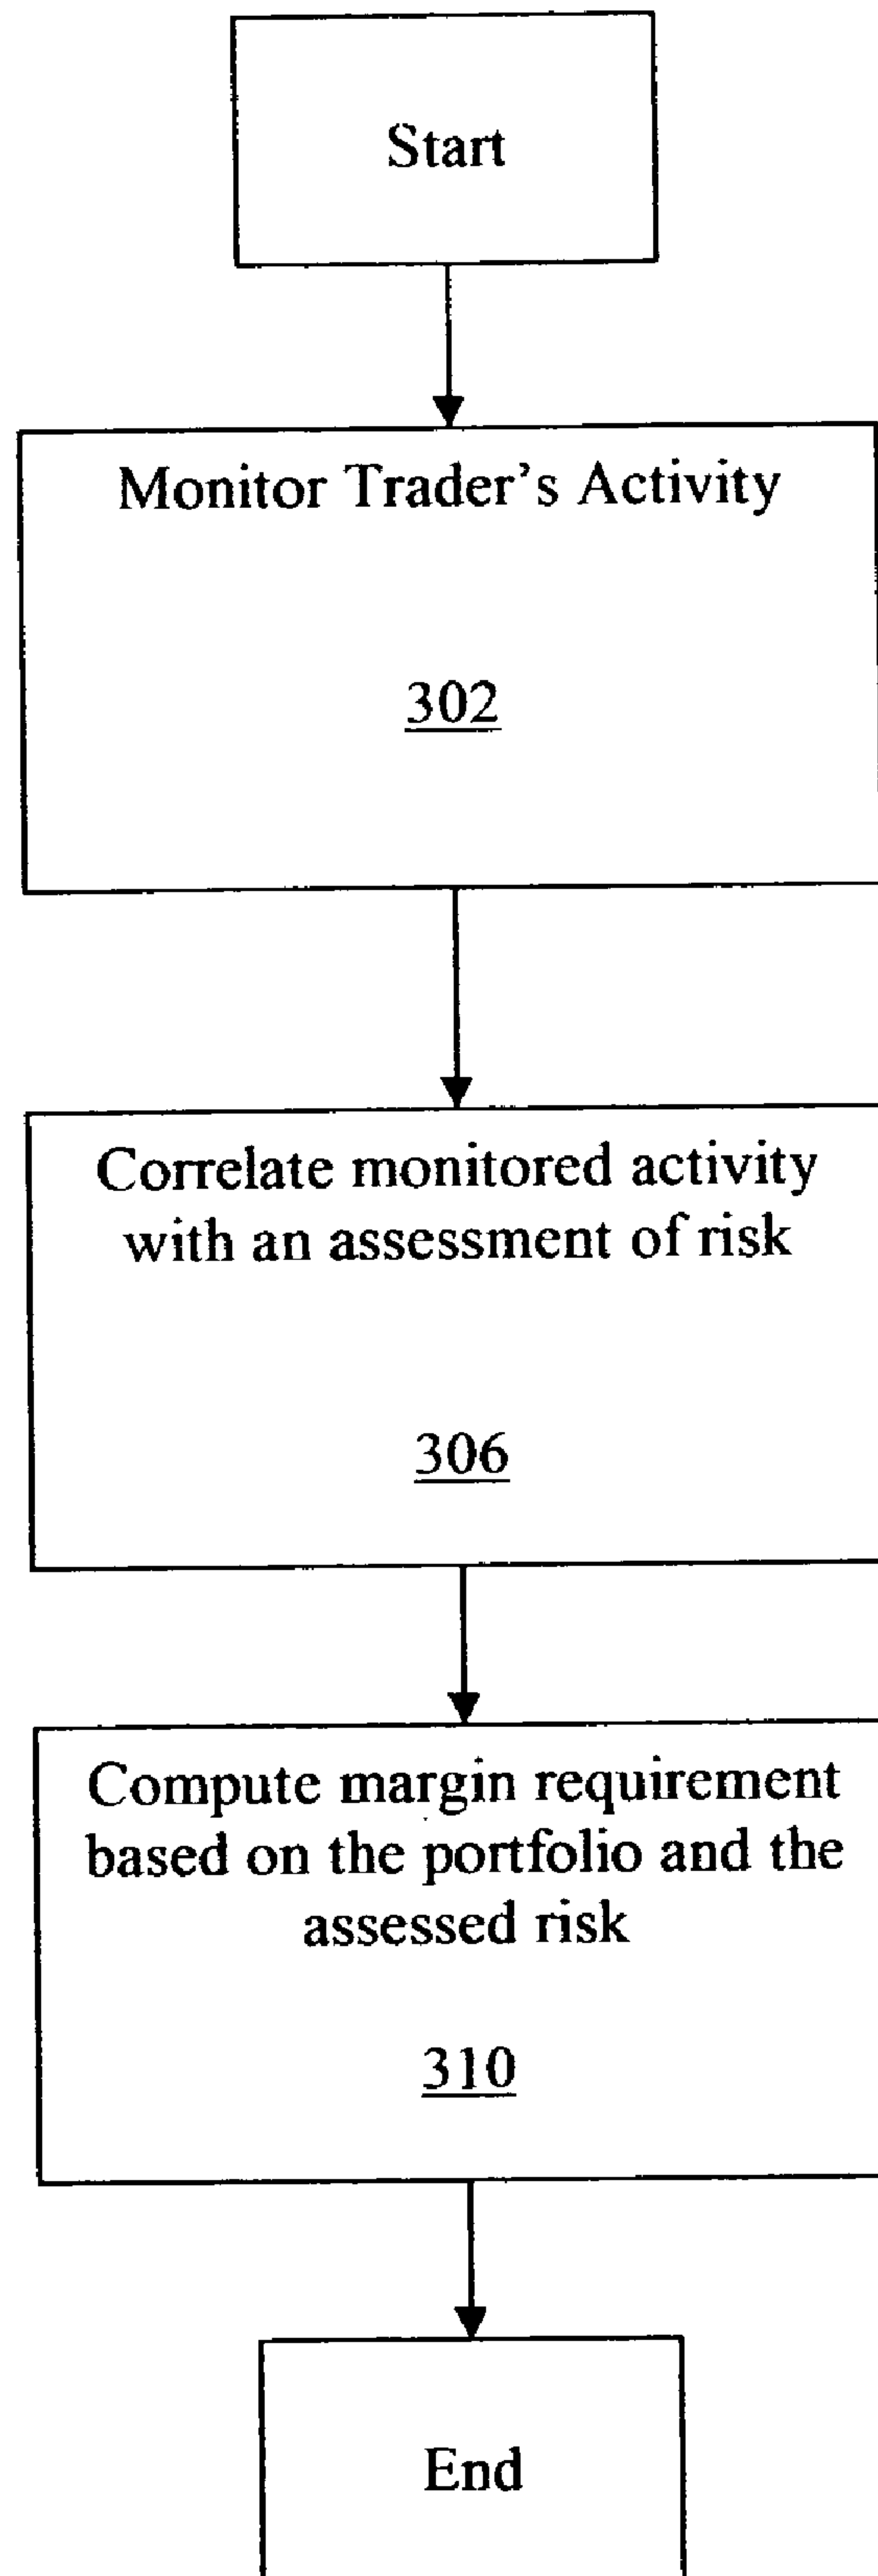 Start
Monitor Trader's Activity
302
Correlate monitored activity
with an assessment of risk
306
Compute margin requirement
based on the portfolio and the
assessed risk
310
End